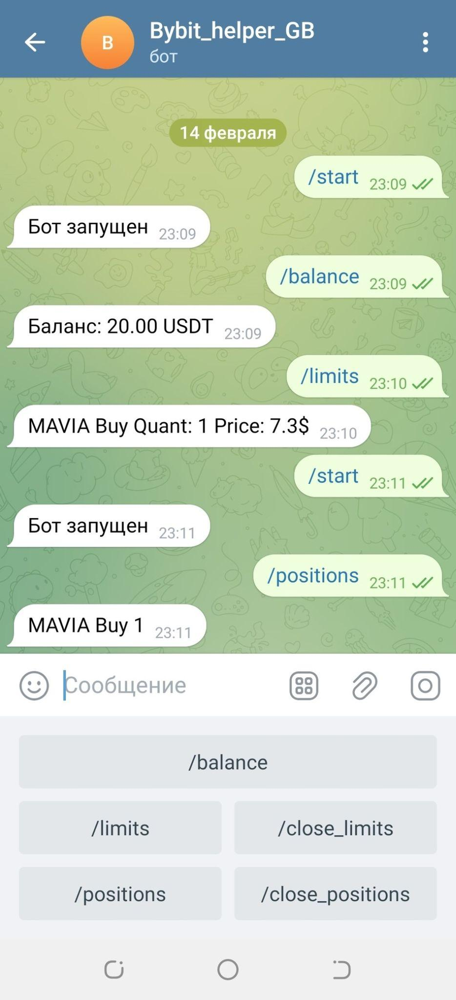 Bybit_helper_GB
B
бот
14 февраля
/start 23:09
Бот запущен 23:09
/balance 23:09
Баланс: 20.00 USDT 23:09
/limits 23:10
MAVIA Buy Quant: 1 Price: 7.3$ 23:10
/start 23:11
Бот запущен 23:11
/positions 23:11
MAVIA Buy 1 23:11
Сообщение
/balance
/limits
/close_limits
/positions
/close_positions